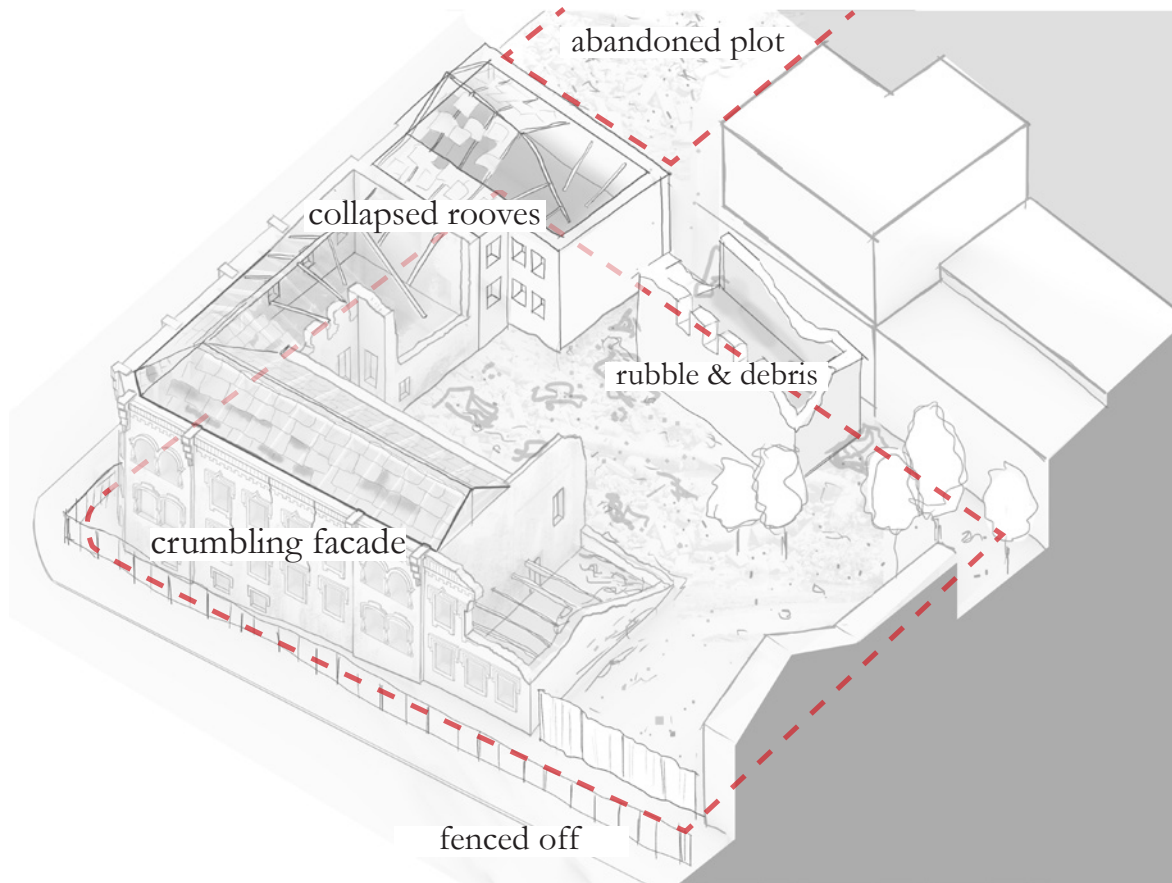 abandoned plot
collapsed rooves
rubble & debris
crumbling facade
fenced off